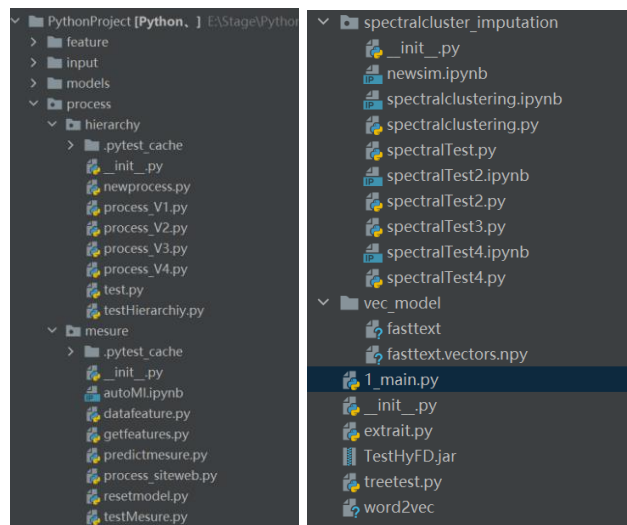 PythonProject [Python、] E:\Stage\Python
feature
input
models
process
hierarchy
.pytest_cache
__init__.py
newprocess.py
process_V1.py
process_V2.py
process_V3.py
process_V4.py
test.py
testHierarchiy.py
mesure
.pytest_cache
__init__.py
autoMl.ipynb
datafeature.py
getfeatures.py
predictmesure.py
process_siteweb.py
resetmodel.py
testMesure.py
spectralcluster_imputation
__init__.py
newsim.ipynb
spectralclustering.ipynb
spectralclustering.py
spectralTest.py
spectralTest2.ipynb
spectralTest2.py
spectralTest3.py
spectralTest4.ipynb
spectralTest4.py
vec_model
fasttext
fasttext.vectors.npy
1_main.py
__init__.py
extrait.py
TestHyFD.jar
treetest.py
word2vec